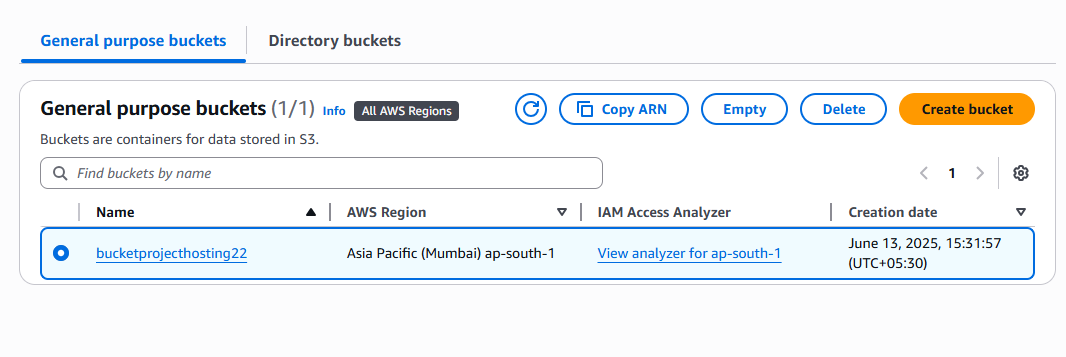 General purpose buckets Directory buckets
General purpose buckets (1/1) Info All AWS Regions Copy ARN Empty Delete Create bucket
Buckets are containers for data stored in S3.
Find buckets by name 1
Name AWS Region IAM Access Analyzer Creation date
bucketprojecthosting22 Asia Pacific (Mumbai) ap-south-1 View analyzer for ap-south-1 June 13, 2025, 15:31:57
(UTC+05:30)